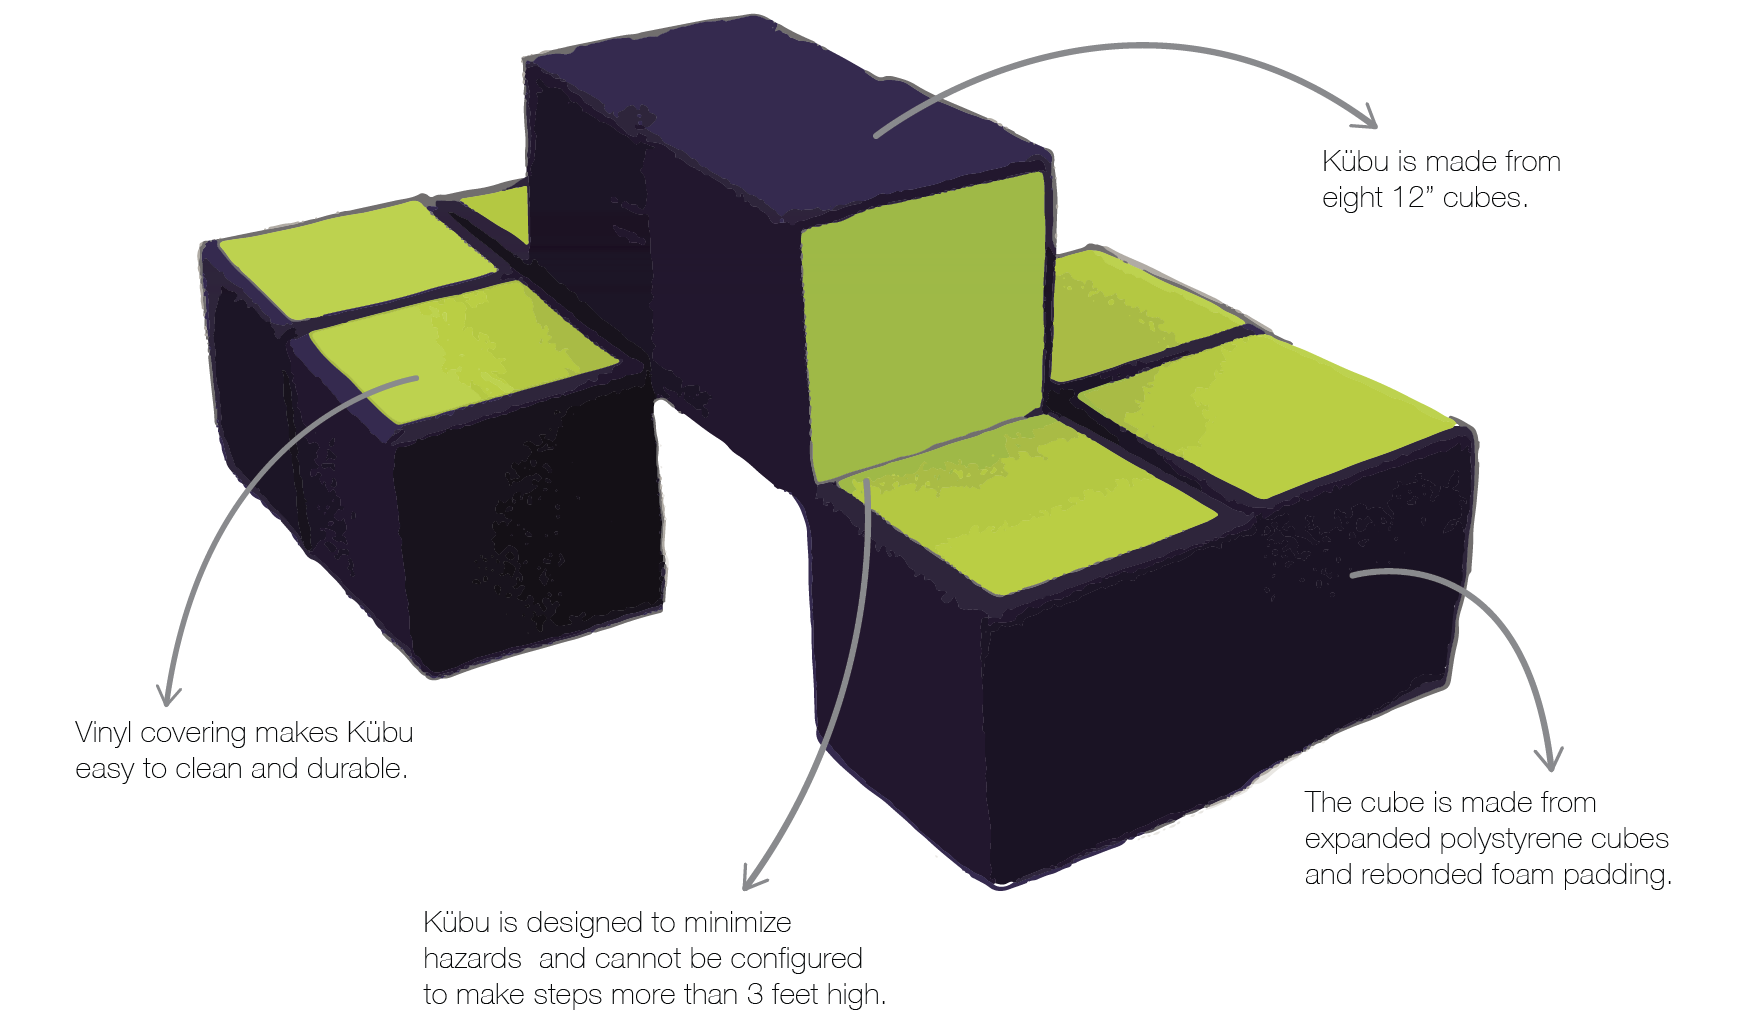 Kübu is made from
eight 12” cubes.
Vinyl covering makes Kübu
easy to clean and durable.
The cube is made from
expanded polystyrene cubes
and rebonded foam padding.
Kübu is designed to minimize
hazards  and cannot be configured
to make steps more than 3 feet high.